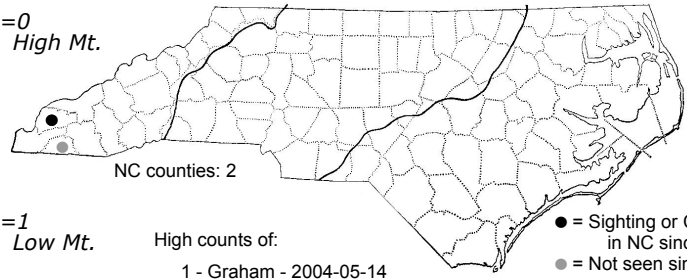 =0
High Mt.
NC counties: 2
=1
Low Mt.
High counts of:
1 - Graham - 2004-05-14
● = Sighting or
in NC sinc
● = Not seen sin